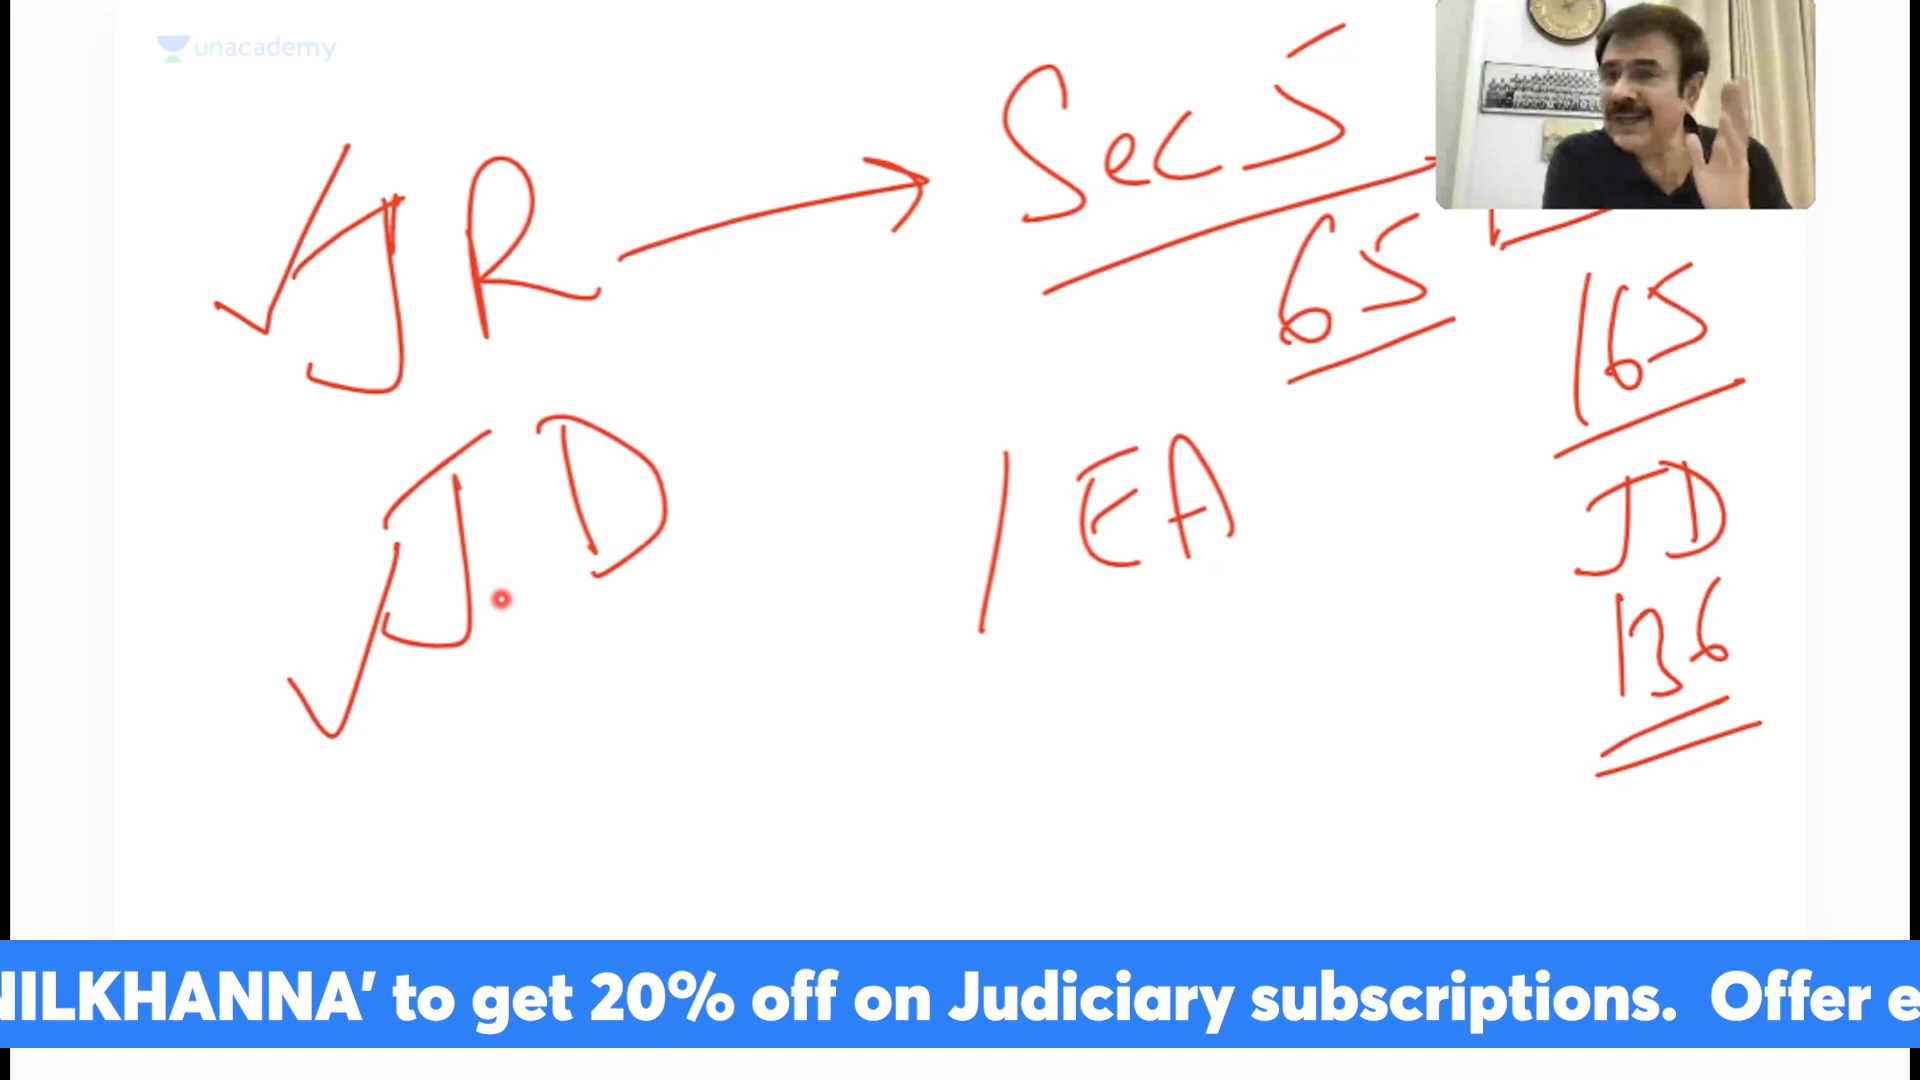 unacademy
JR → Sec 5
65
165
JD
IEA
JD
136
NILKHANNA' to get 20% off on Judiciary subscriptions. Offer e